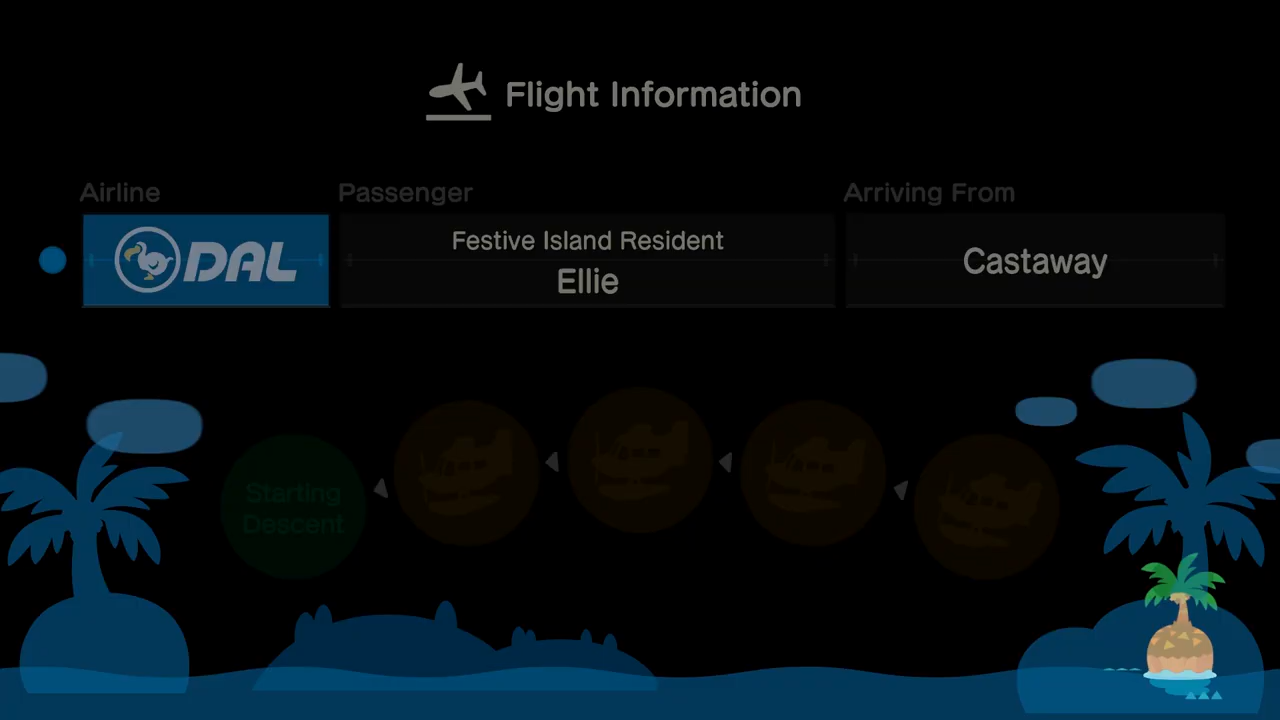 Flight Information
Airline
Passenger
Arriving From
DAL
Festive Island Resident
Ellie
Castaway
Starting
Descent